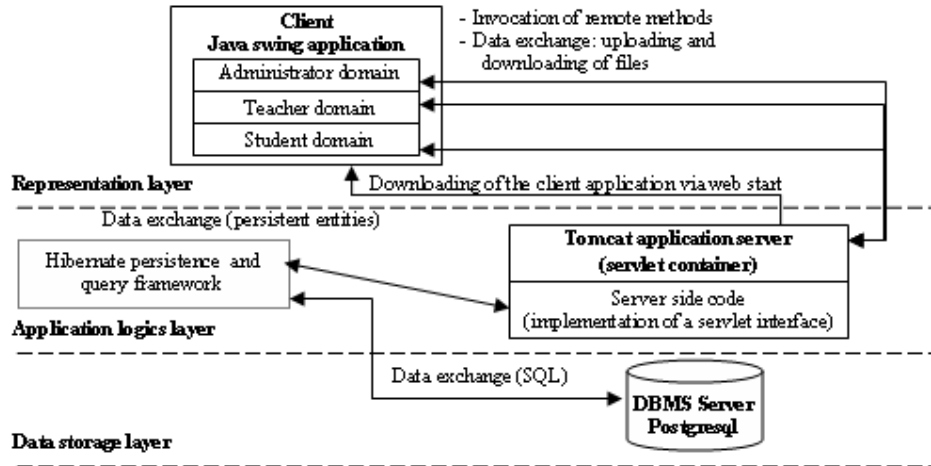 Client
Java swing application
Administrator domain
Teacher domain
Student domain
- Invocation of remote methods
- Data exchange: uploading and
downloading of files
Representation layer
Downloading of the client application via web start
Data exchange (persistent entities)
Hibernate persistence and
query framework
Tomcat application server
(servlet container)
Server side code
(implementation of a servlet interface)
Application logics layer
Data exchange (SQL)
DBMS Server
Postgresql
Data storage layer